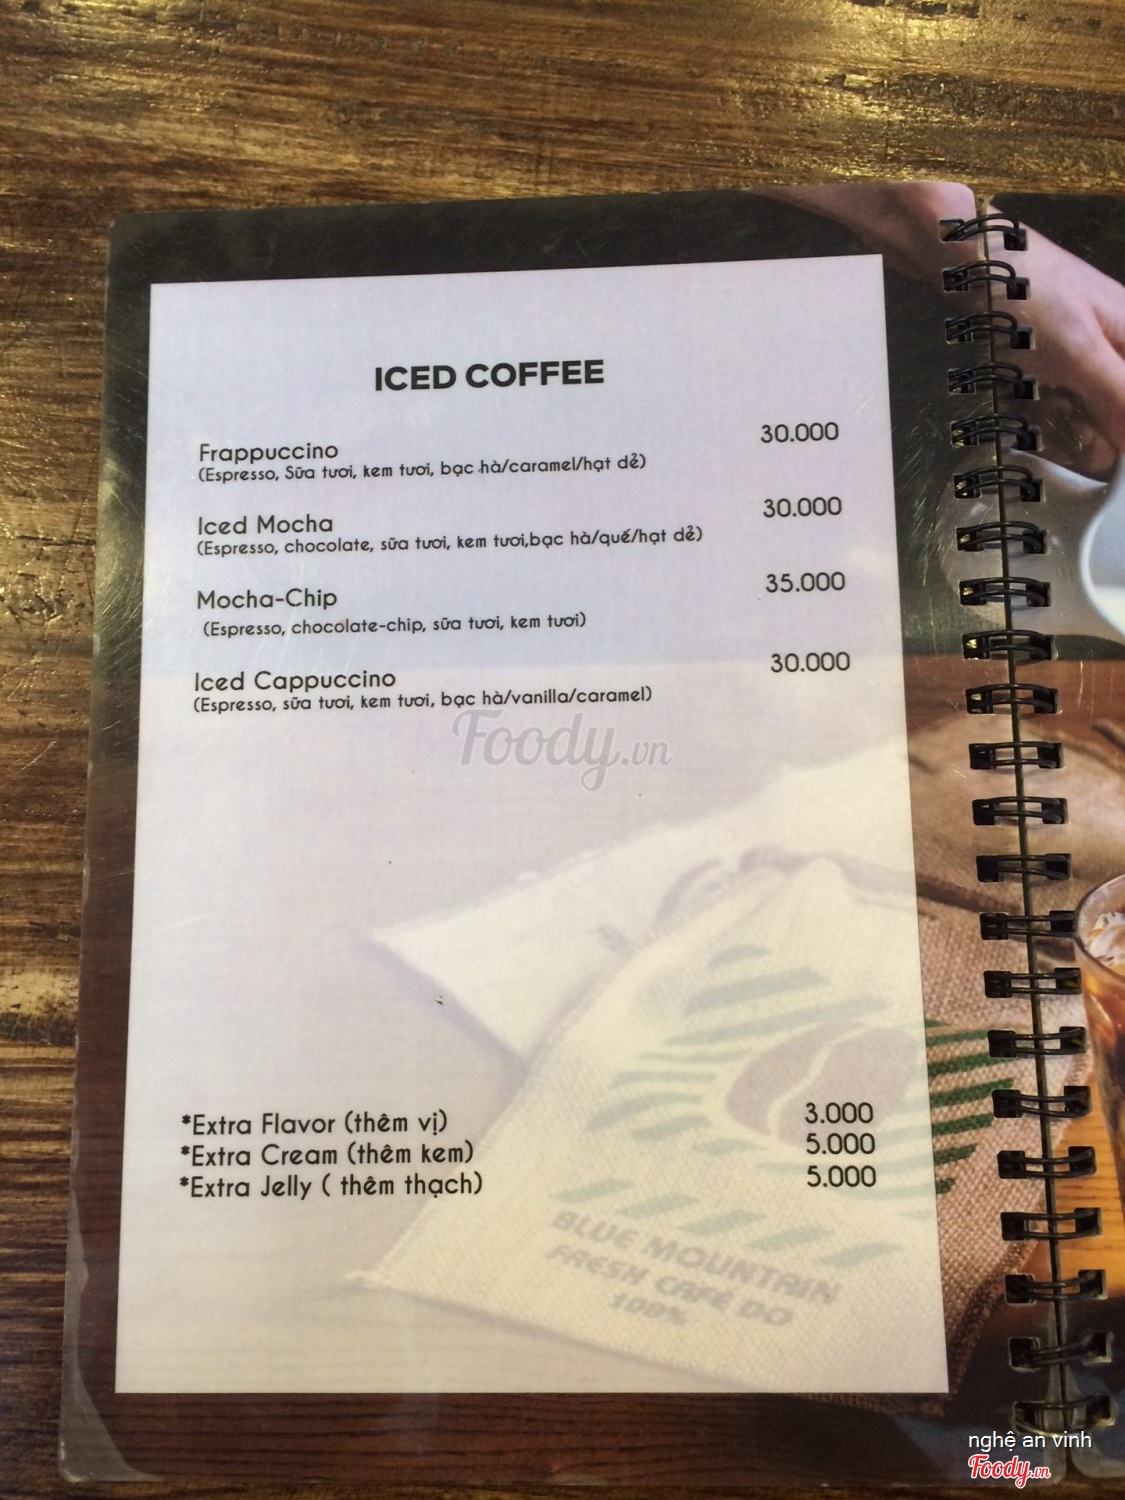 ICED COFFEE
Frappuccino 30.000
(Espresso, Sữa tươi, kem tươi, bạc hà/caramel/hạt dẻ)
Iced Mocha 30.000
(Espresso, chocolate, sữa tươi, kem tươi,bạc hà/quế/hạt dẻ)
Mocha-Chip 35.000
(Espresso, chocolate-chip, sữa tươi, kem tươi)
Iced Cappuccino 30.000
(Espresso, sữa tươi, kem tươi, bạc hà/vanilla/caramel)
Foody.vn
*Extra Flavor (thêm vị) 3.000
*Extra Cream (thêm kem) 5.000
*Extra Jelly ( thêm thạch) 5.000
BLUE MOUNTAIN
FRESH CAFÉ DO
100%
nghệ an vinh
Foody.vn